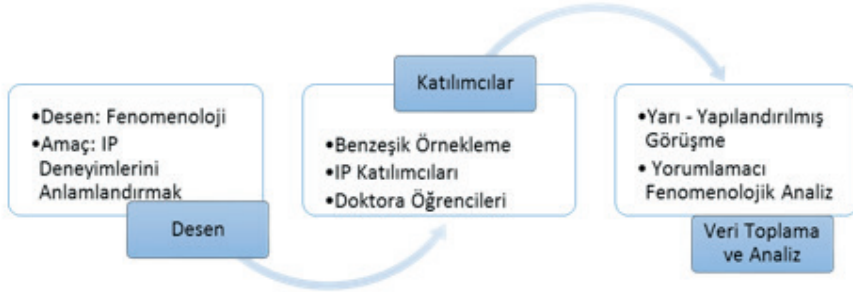 •Desen: Fenomenoloji
•Amaç: IP
Deneyimlerini
Anlamlandırmak
Desen
Katılımcılar
•Benzeşik Örnekleme
•IP Katılımcıları
•Doktora Öğrencileri
•Yarı - Yapılandırılmış
Görüşme
• Yorumlamacı
Fenomenolojik Analiz
Veri Toplama
ve Analiz